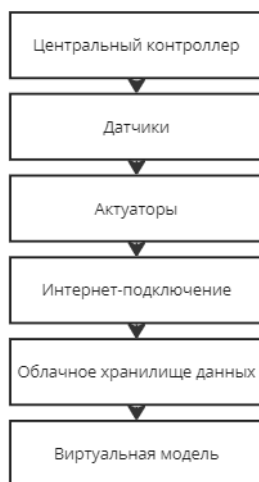 Центральный контроллер
Датчики
Актуаторы
Интернет-подключение
Облачное хранилище данных
Виртуальная модель